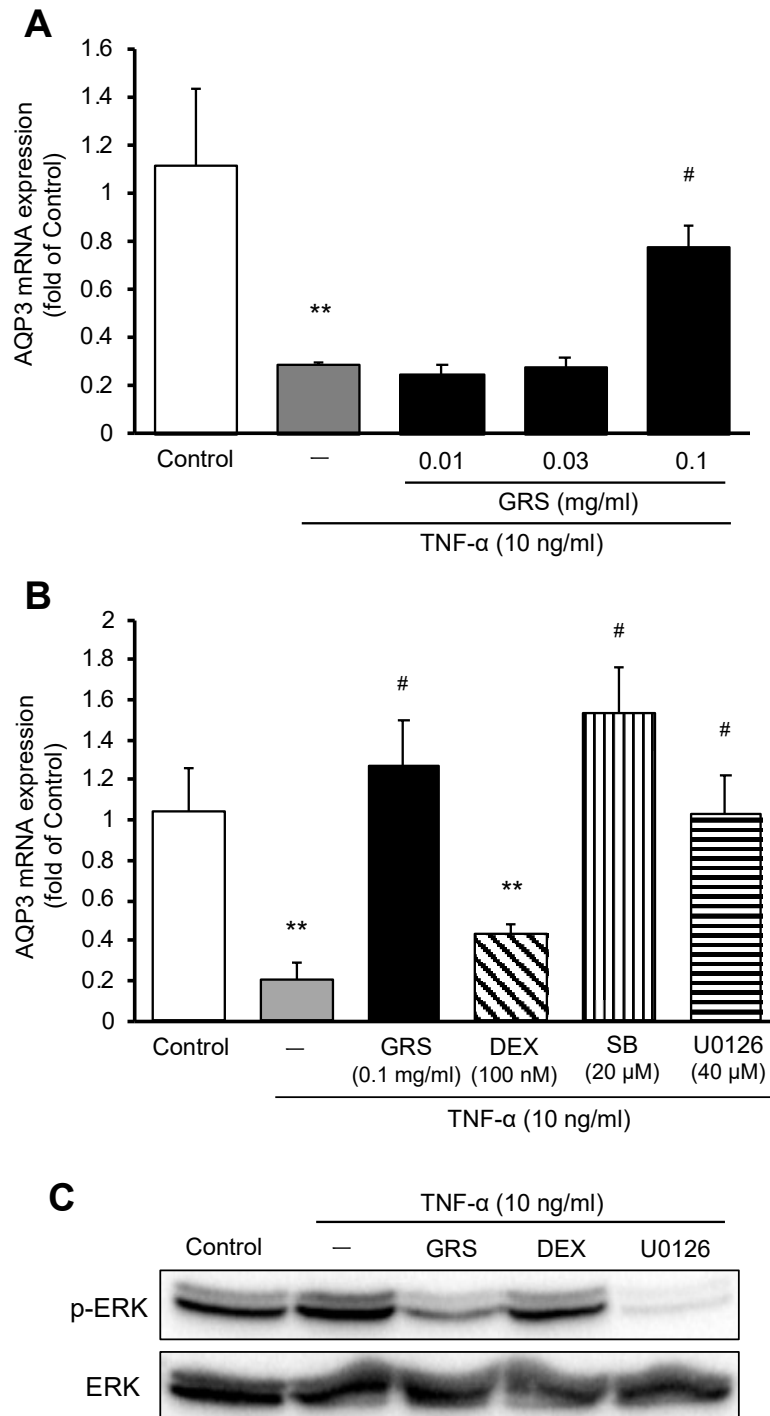 A
AQP3 mRNA expression
(fold of Control)
1.6
1.4
1.2
1
0.8
0.6
0.4
0.2
0
**
#
Control
—
0.01
0.03
0.1
GRS (mg/ml)
TNF-α (10 ng/ml)
B
AQP3 mRNA expression
(fold of Control)
2
1.8
1.6
1.4
1.2
1
0.8
0.6
0.4
0.2
0
**
#
**
#
#
Control
—
GRS
(0.1 mg/ml)
DEX
(100 nM)
SB
(20 μM)
U0126
(40 μM)
TNF-α (10 ng/ml)
C
TNF-α (10 ng/ml)
Control — GRS DEX U0126
p-ERK
ERK